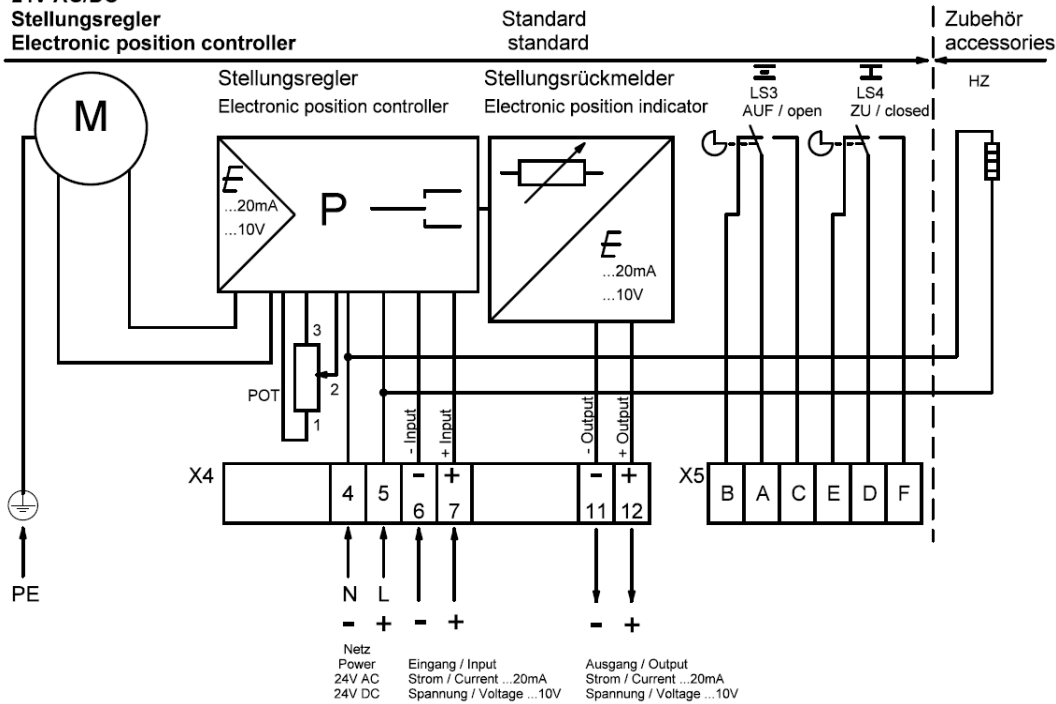 Stellungsregler
Electronic position controller
Standard
standard
Zubehör
accessories
M
Stellungsregler
Electronic position controller
Stellungsrückmelder
Electronic position indicator
LS3
AUF / open
LS4
ZU / closed
HZ
E
...20mA
...10V
P
E
...20mA
...10V
3
2
1
POT
- Input
+ Input
- Output
+ Output
X4
4
5
- 6
+ 7
- 11
+ 12
X5
B A C E D F
PE
N L
- + - +
- +
Netz
Power
24V AC
24V DC
Eingang / Input
Strom / Current ...20mA
Spannung / Voltage ...10V
Ausgang / Output
Strom / Current ...20mA
Spannung / Voltage ...10V